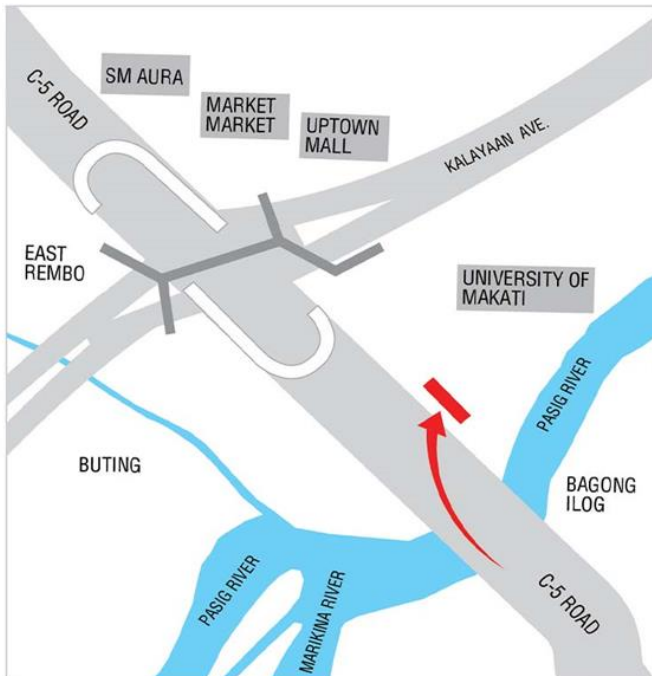 C-5 ROAD
SM AURA
MARKET
MARKET
UPTOWN
MALL
KALAYAAN AVE.
EAST
REMBO
UNIVERSITY OF
MAKATI
PASIG RIVER
BUTING
BAGONG
ILOG
PASIG RIVER
MARIKINA RIVER
C-5 ROAD